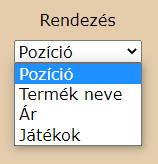 Rendezés
Pozíció
Pozíció
Termék neve
Ár
Játékok